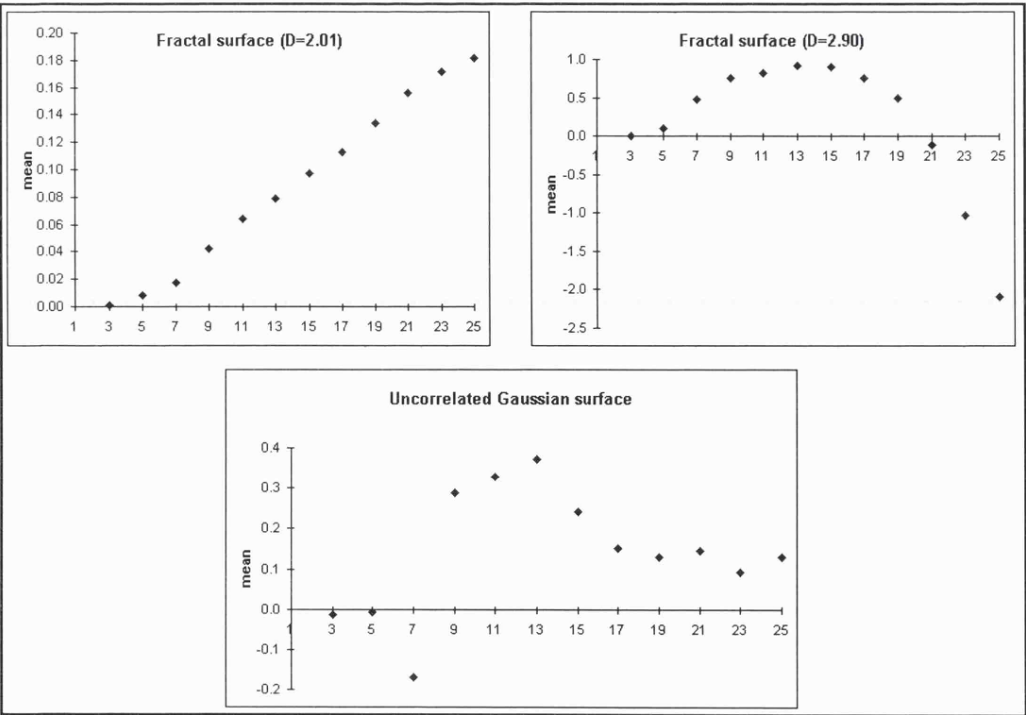 Fractal surface (D=2.01)
0.20
0.18
0.16
0.14
0.12
0.10
0.08
0.06
0.04
0.02
0.00
mean
1 3 5 7 9 11 13 15 17 19 21 23 25
Fractal surface (D=2.90)
1.0
0.5
0.0
-0.5
-1.0
-1.5
-2.0
-2.5
mean
1 3 5 7 9 11 13 15 17 19 21 23 25
Uncorrelated Gaussian surface
0.4
0.3
0.2
0.1
0.0
-0.1
-0.2
mean
1 3 5 7 9 11 13 15 17 19 21 23 25